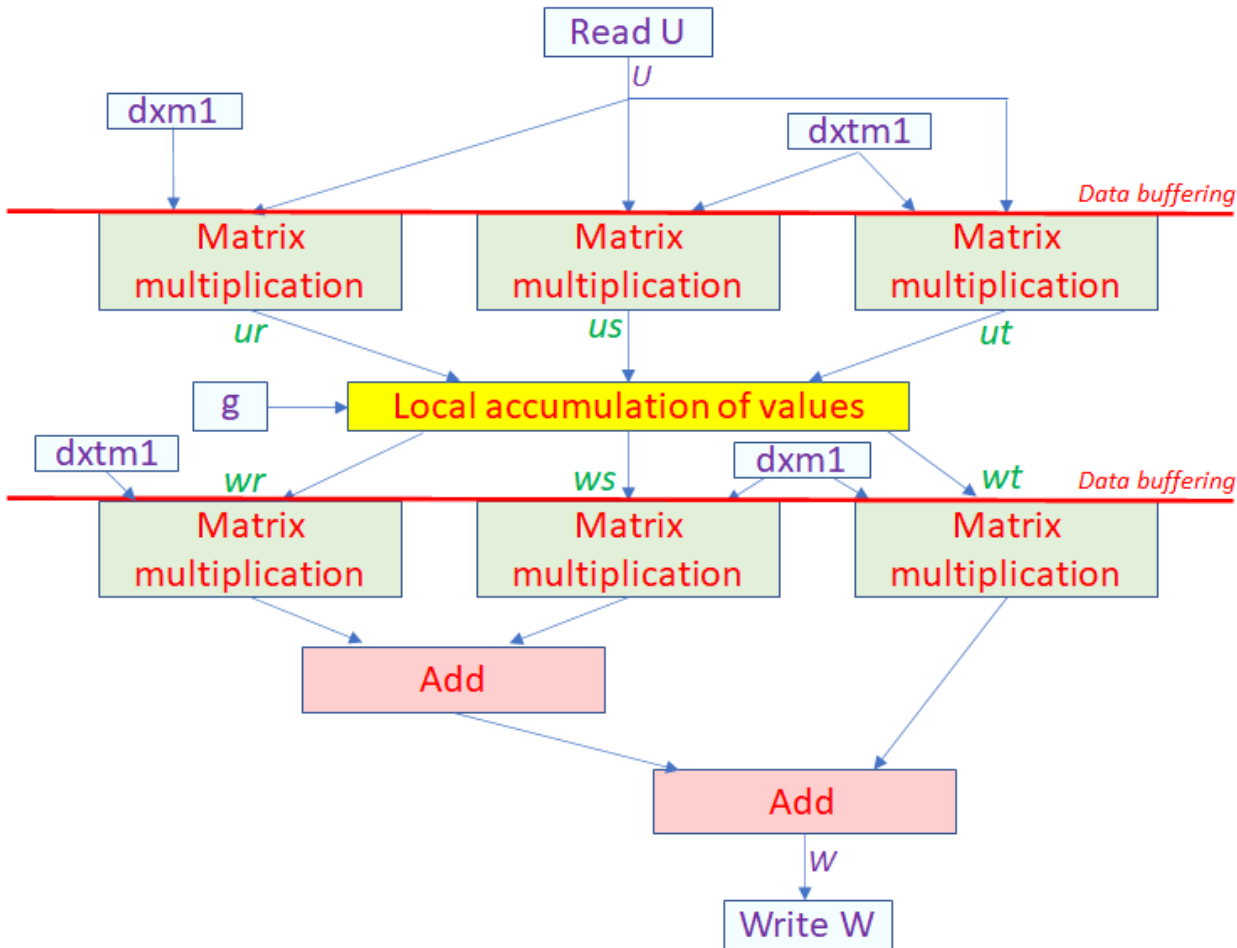 Read U
U
dxm1
dxtm1
Data buffering
Matrix
multiplication
Matrix
multiplication
Matrix
multiplication
ur
us
ut
g
Local accumulation of values
dxtm1
wr
ws
dxm1
wt
Data buffering
Matrix
multiplication
Matrix
multiplication
Matrix
multiplication
Add
Add
W
Write W